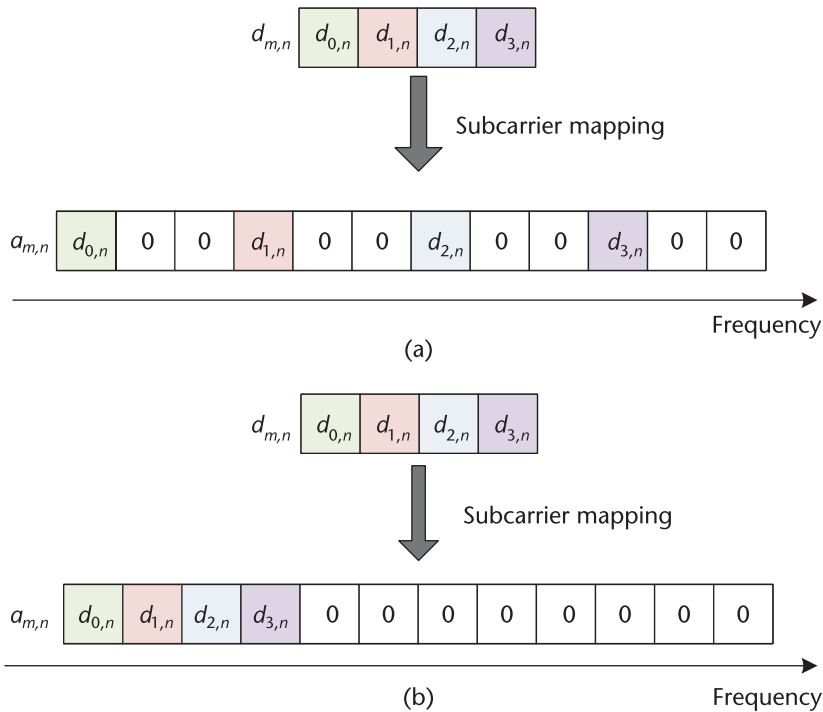 d_{m,n} d_{0,n} d_{1,n} d_{2,n} d_{3,n}
Subcarrier mapping
a_{m,n} d_{0,n} 0 0 d_{1,n} 0 0 d_{2,n} 0 0 d_{3,n} 0 0
Frequency
(a)
d_{m,n} d_{0,n} d_{1,n} d_{2,n} d_{3,n}
Subcarrier mapping
a_{m,n} d_{0,n} d_{1,n} d_{2,n} d_{3,n} 0 0 0 0 0 0 0 0
(b)
Frequency